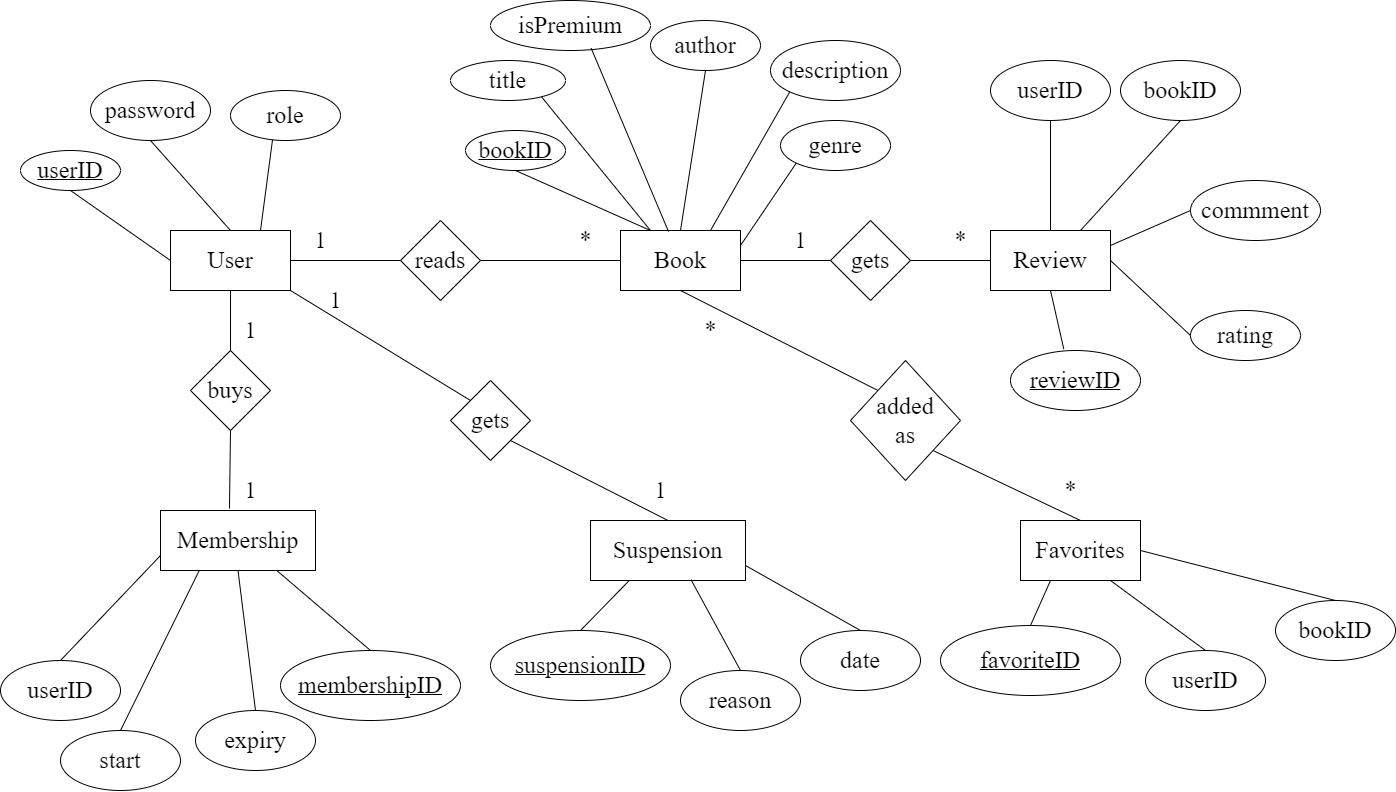 isPremium
author
title
description
userID
bookID
password
role
bookID
genre
userID
commment
User
1
reads
*
Book
1
gets
*
Review
1
1
*
rating
buys
added
as
reviewID
gets
1
1
*
Membership
Suspension
Favorites
userID
membershipID
suspensionID
date
favoriteID
bookID
start
expiry
reason
userID